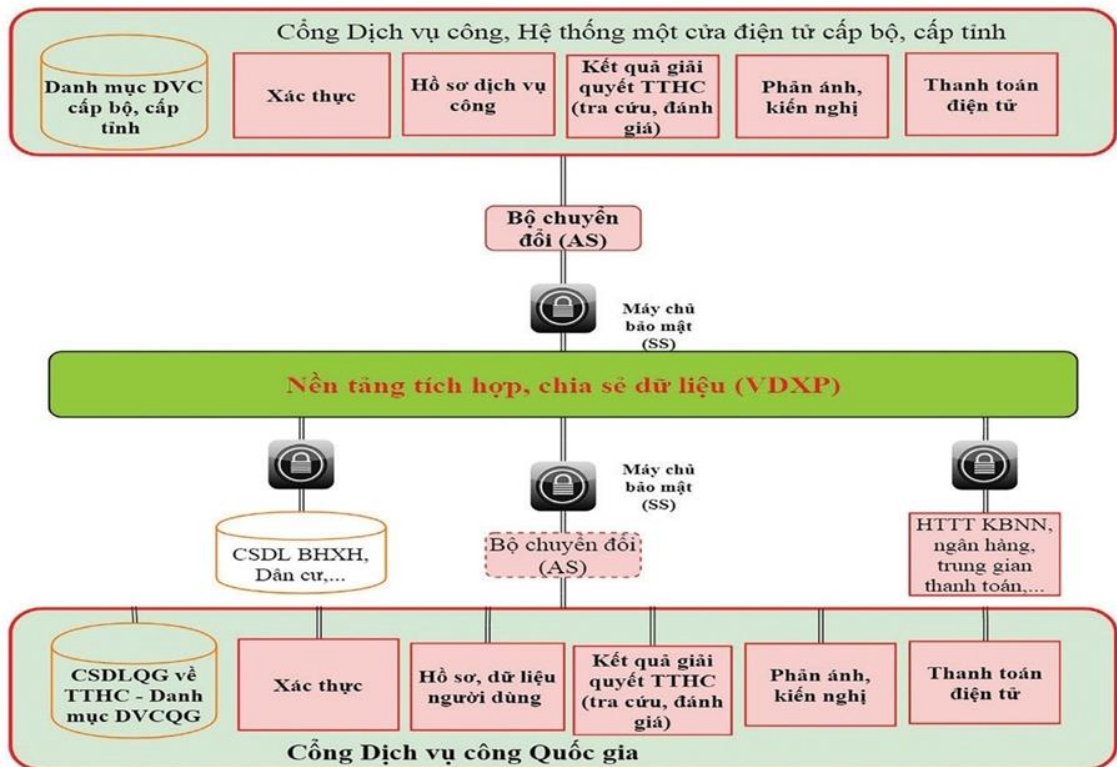 Cổng Dịch vụ công, Hệ thống một cửa điện tử cấp bộ, cấp tỉnh
Danh mục DVC
cấp bộ, cấp
tỉnh
Xác thực
Hồ sơ dịch vụ
công
Kết quả giải
quyết TTHC
(tra cứu, đánh
giá)
Phản ánh,
kiến nghị
Thanh toán
điện tử
Bộ chuyển
đổi (AS)
Máy chủ
bảo mật
(SS)
Nền tảng tích hợp, chia sẻ dữ liệu (VDXP)
Máy chủ
bảo mật
(SS)
CSDL BHXH,
Dân cư,...
Bộ chuyển đổi
(AS)
HTTT KBNN,
ngân hàng,
trung gian
thanh toán,...
CSDLQG về
TTHC - Danh
mục DVCQG
Xác thực
Hồ sơ, dữ liệu
người dùng
Kết quả giải
quyết TTHC
(tra cứu, đánh
giá)
Phản ánh,
kiến nghị
Thanh toán
điện tử
Cổng Dịch vụ công Quốc gia